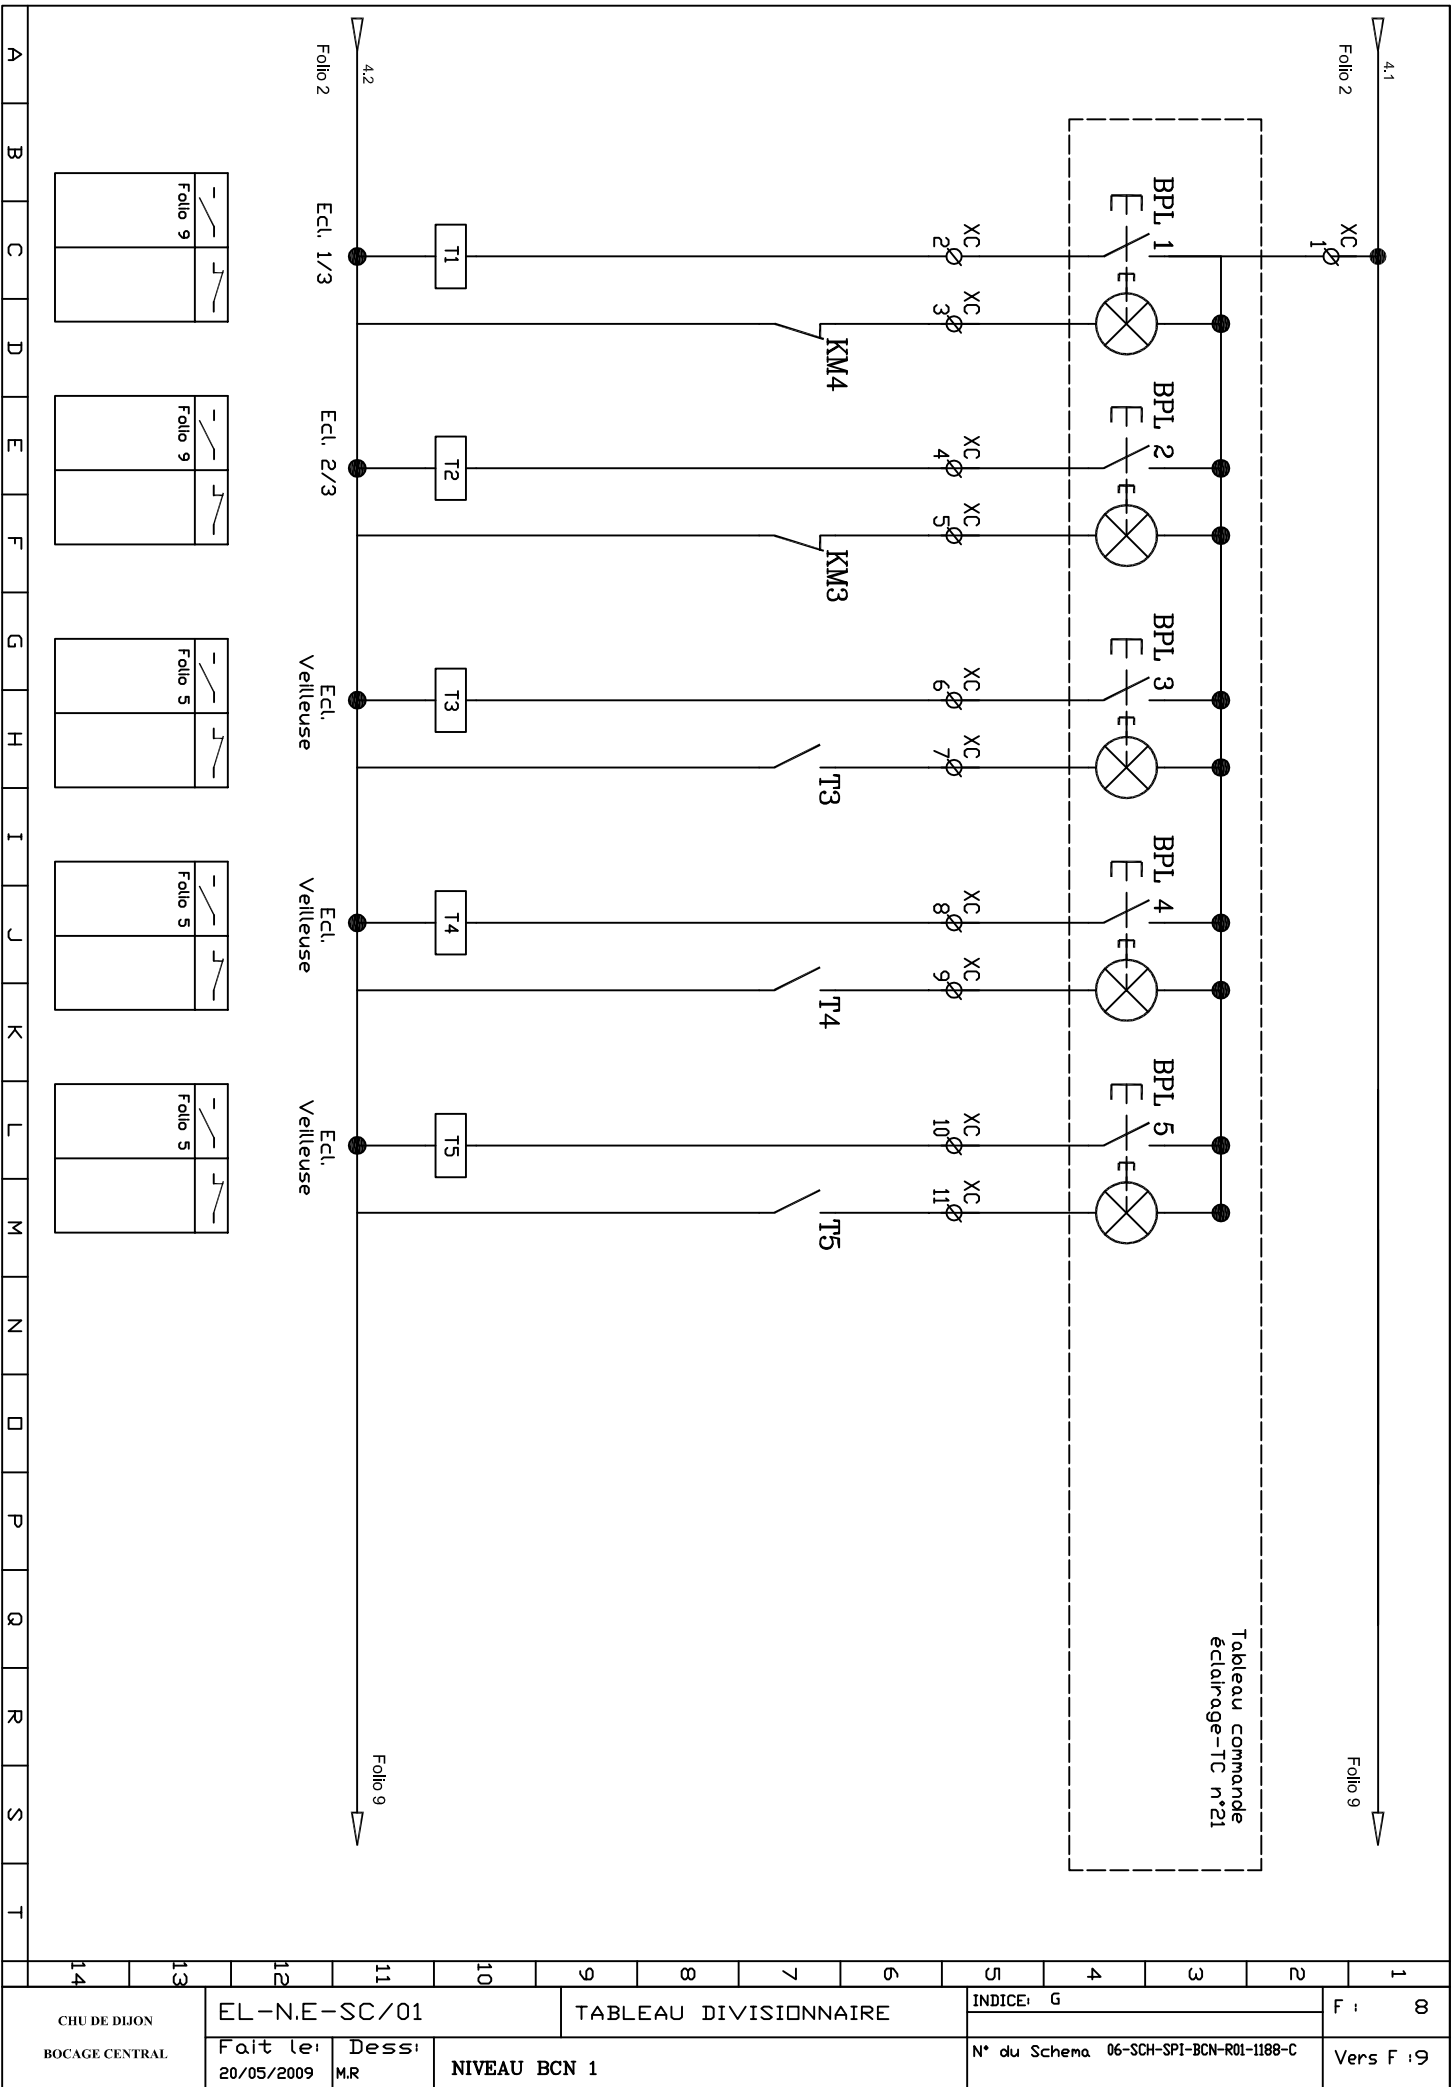 4.1
Folio 2
Folio 9
XC
1
Tableau commande
éclairage-TC n°21
BPL 1
BPL 2
BPL 3
BPL 4
BPL 5
XC
2
XC
3
XC
4
XC
5
XC
6
XC
7
XC
8
XC
9
XC
10
XC
11
KM4
KM3
T3
T4
T5
T1
T2
T3
T4
T5
4.2
Folio 2
Folio 9
Ecl. 1/3
Ecl. 2/3
Ecl.
Veilleuse
Ecl.
Veilleuse
Ecl.
Veilleuse
Folio 9
Folio 9
Folio 5
Folio 5
Folio 5
A B C D E F G H I J K L M N O P Q R S T
1 2 3 4 5 6 7 8 9 10 11 12 13 14
CHU DE DIJON
BOCAGE CENTRAL
EL-N.E-SC/01
Fait le:
20/05/2009
Dess:
M.R
TABLEAU DIVISIONNAIRE
NIVEAU BCN 1
INDICE: G
N° du Schema 06-SCH-SPI-BCN-R01-1188-C
F : 8
Vers F :9